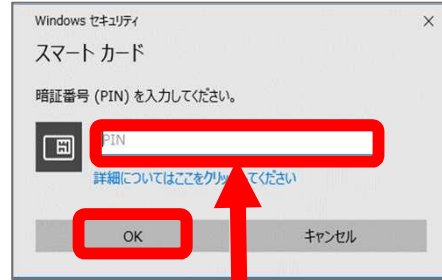 Windows セキュリティ
スマート カード
暗証番号 (PIN) を入力してください。
PIN
詳細についてはここをクリックしてください
OK
キャンセル